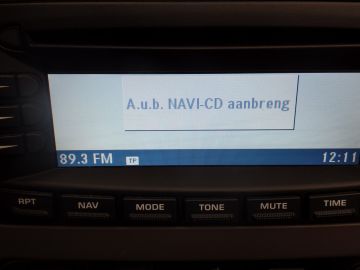 A.u.b. NAVI-CD aanbreng
89.3 FM TP 12:11
RPT NAV MODE TONE MUTE TIME